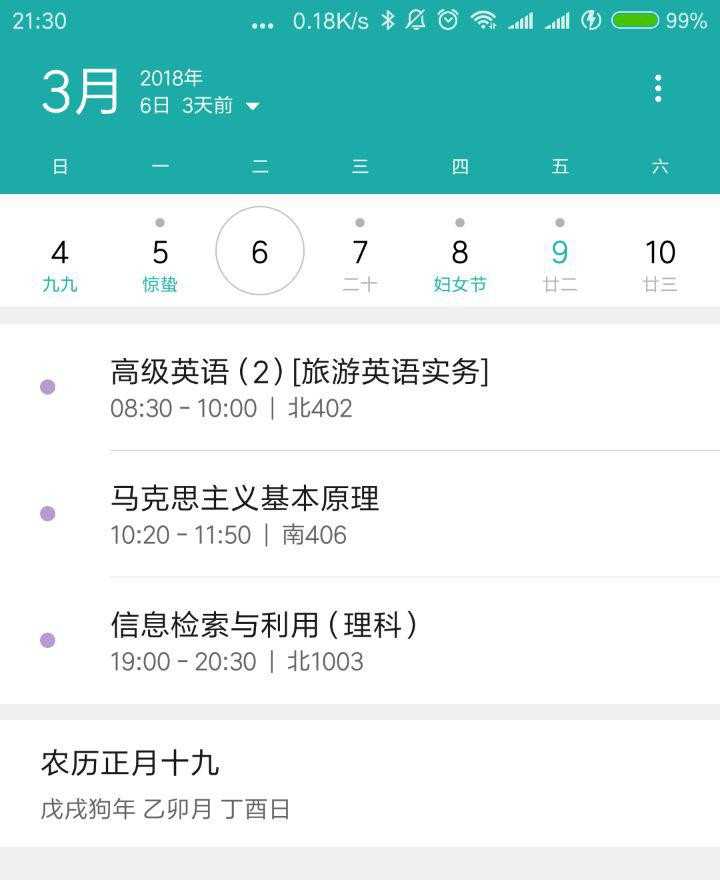 21:30 ... 0.18K/s 99%
3月
2018年
6日 3天前
日 一 二 三 四 五 六
4 5 6 7 8 9 10
九九 惊蛰 二十 妇女节 廿二 廿三
高级英语(2)[旅游英语实务]
08:30 - 10:00 | 北402
马克思主义基本原理
10:20 - 11:50 | 南406
信息检索与利用(理科)
19:00 - 20:30 | 北1003
农历正月十九
戊戌狗年 乙卯月 丁酉日